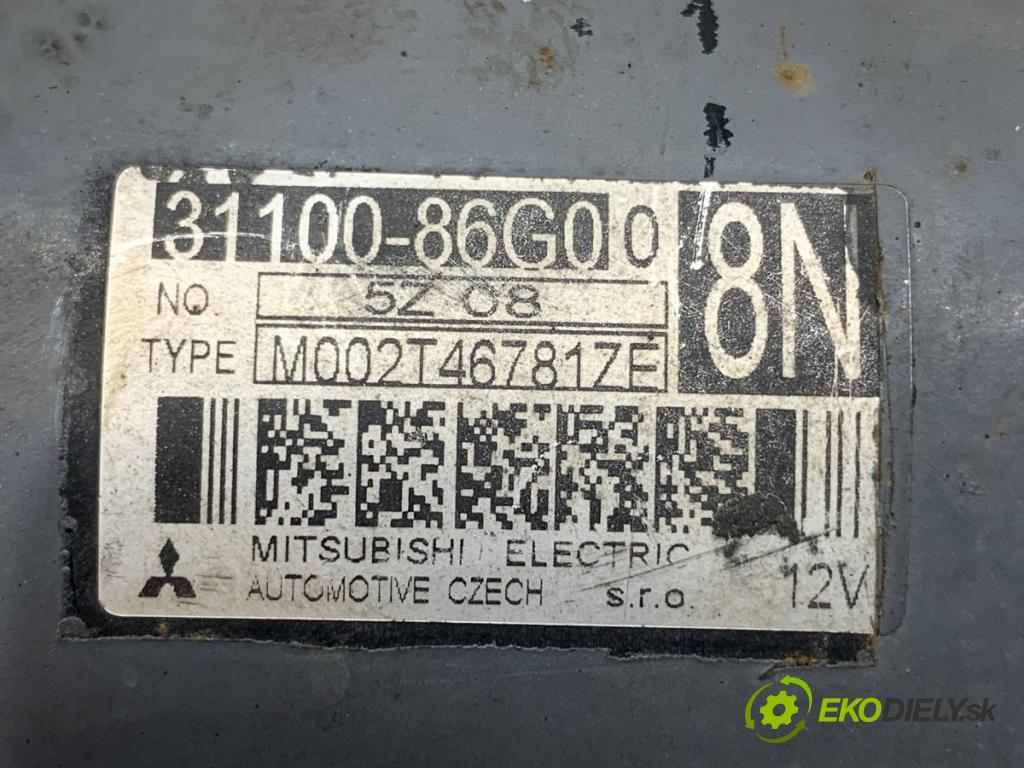 31100-86G00
8N
NO. 5Z 08
TYPE M002T46781ZE
MITSUBISHI ELECTRIC
AUTOMOTIVE CZECH s.r.o. 12V
EKODIELY.sk